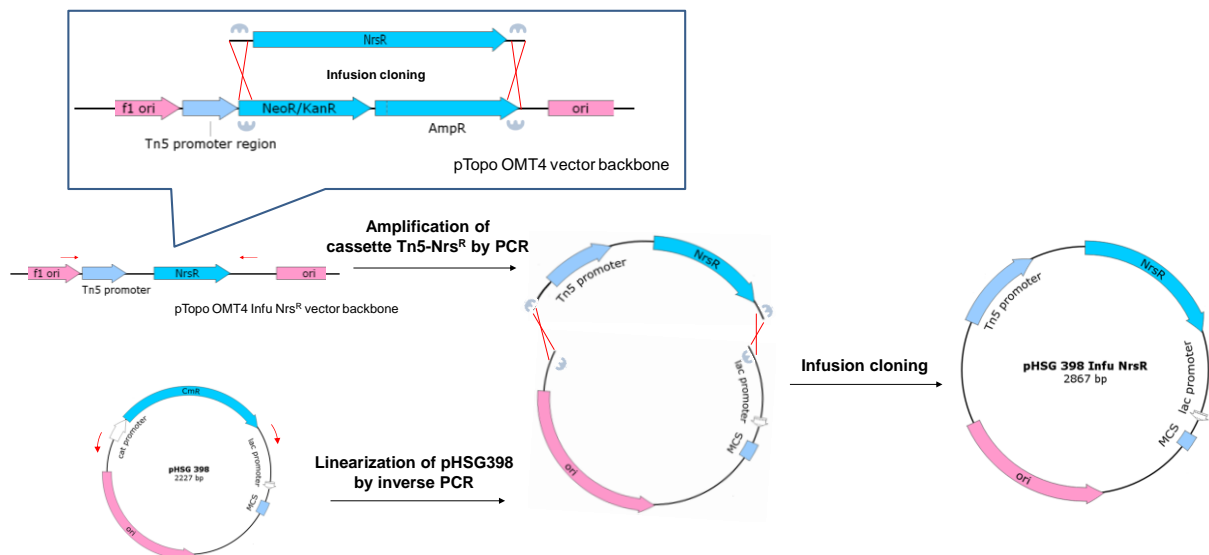 NrsR
Infusion cloning
f1 ori
NeoR/KanR
ori
AmpR
Tn5 promoter region
pTopo OMT4 vector backbone
Amplification of
cassette Tn5-Nrsᴿ by PCR
f1 ori
NrsR
ori
Tn5 promoter
pTopo OMT4 Infu Nrsᴿ vector backbone
Tn5 promoter
NrsR
lac promoter
MCS
ori
Infusion cloning
Tn5 promoter
NrsR
pHSG 398 Infu NrsR
2867 bp
lac promoter
MCS
ori
CmR
cat promoter
lac promoter
pHSG 398
2227 bp
MCS
ori
Linearization of pHSG398
by inverse PCR